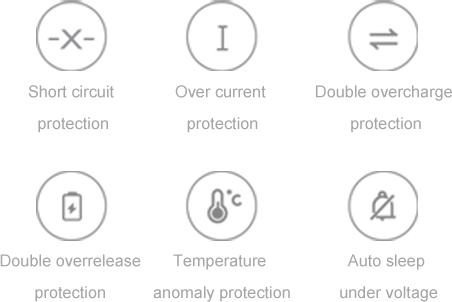 Short circuit
protection
Over current
protection
Double overcharge
protection
Double overrelease
protection
°C
Temperature
anomaly protection
Auto sleep
under voltage